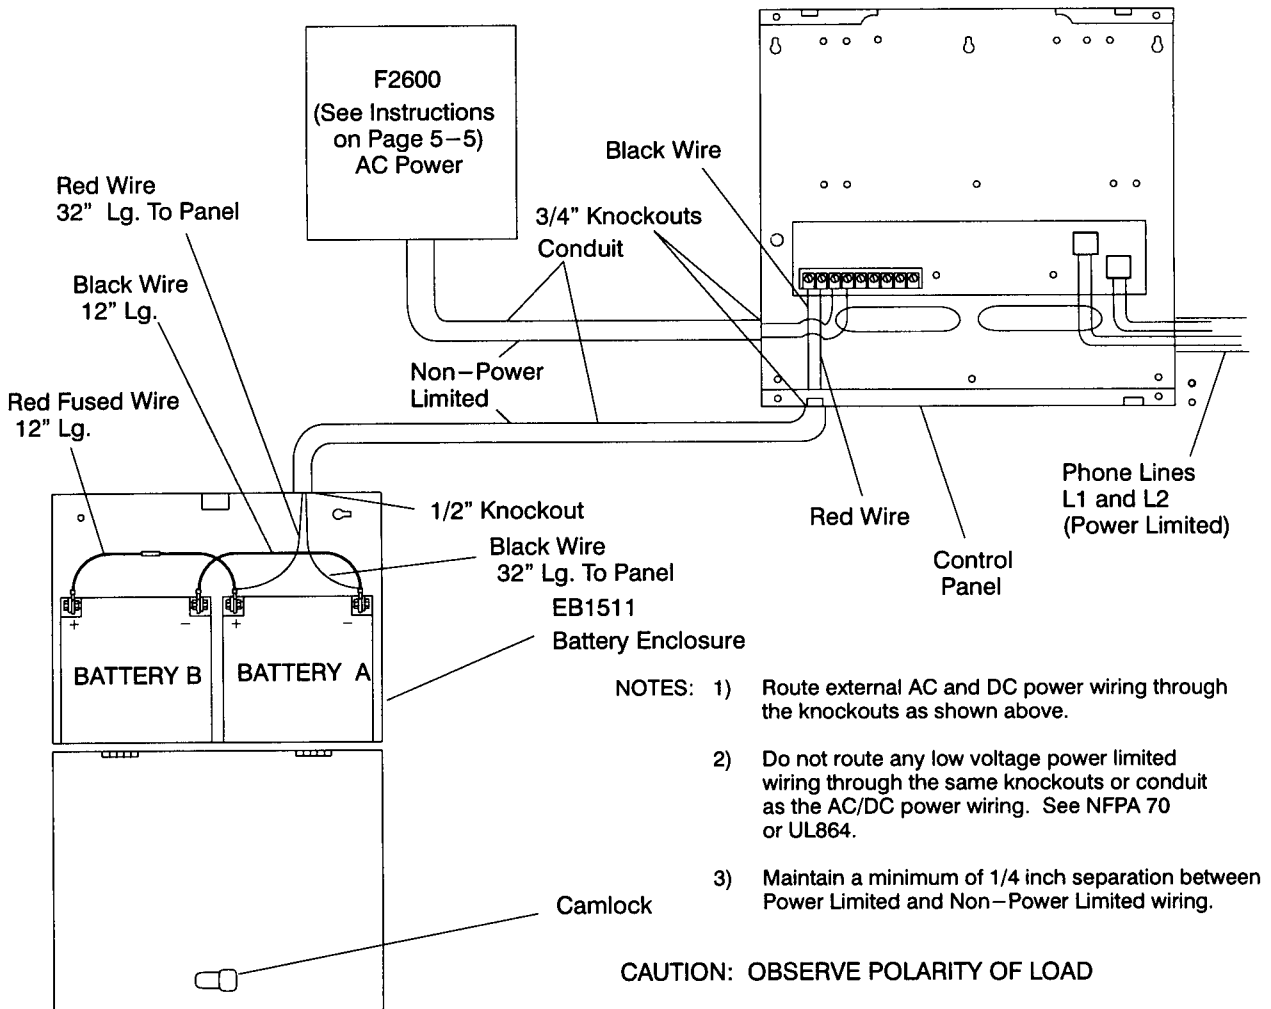 F2600
(See Instructions
on Page 5–5)
AC Power
Black Wire
Red Wire
32” Lg. To Panel
3/4” Knockouts
Conduit
Black Wire
12” Lg.
Non–Power
Limited
Red Fused Wire
12” Lg.
Phone Lines
L1 and L2
(Power Limited)
1/2” Knockout
Red Wire
Black Wire
32” Lg. To Panel
Control
Panel
EB1511
Battery Enclosure
+ − + −
BATTERY B
BATTERY A
NOTES: 1) Route external AC and DC power wiring through
the knockouts as shown above.
2) Do not route any low voltage power limited
wiring through the same knockouts or conduit
as the AC/DC power wiring. See NFPA 70
or UL864.
3) Maintain a minimum of 1/4 inch separation between
Power Limited and Non–Power Limited wiring.
Camlock
CAUTION: OBSERVE POLARITY OF LOAD